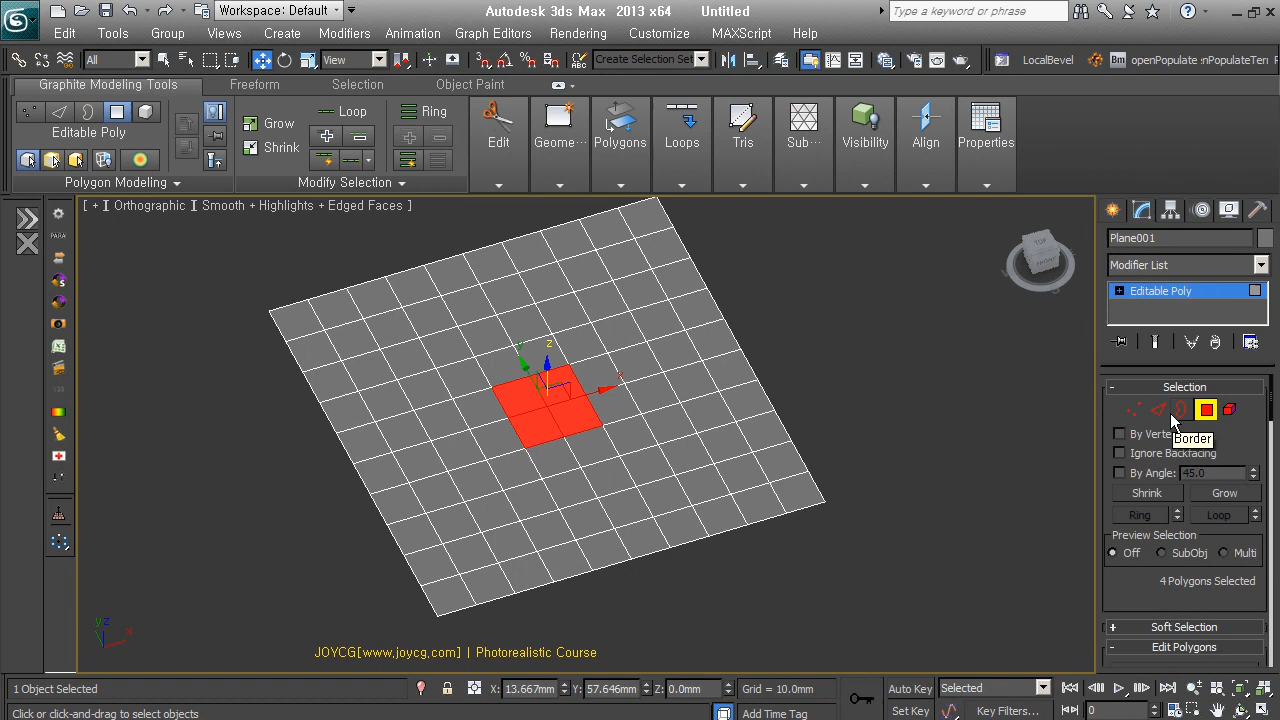 Workspace: Default
Autodesk 3ds Max 2013 x64 Untitled
Type a keyword or phrase
Edit Tools Group Views Create Modifiers Animation Graph Editors Rendering Customize MAXScript Help
All
View
Create Selection Set
LocalBevel
Bm openPopulate
Graphite Modeling Tools Freeform Selection Object Paint
Editable Poly
Polygon Modeling
Grow
Shrink
Loop
Ring
Modify Selection
Edit
Geome···
Polygons
Loops
Tris
Sub···
Visibility
Align
Properties
[ + ] Orthographic ] Smooth + Highlights + Edged Faces ]
PARA
TOP
FRONT
z
x
JOYCG[www.joycg.com] | Photorealistic Course
Plane001
Modifier List
Editable Poly
Selection
By Verte
Border
Ignore Backfacing
By Angle: 45.0
Shrink Grow
Ring Loop
Preview Selection
Off SubObj Multi
4 Polygons Selected
Soft Selection
Edit Polygons
1 Object Selected
X: 13.667mm Y: 57.646mm Z: 0.0mm
Grid = 10.0mm
Auto Key
Selected
Click or click-and-drag to select objects
Add Time Tag
Set Key
Key Filters...
0